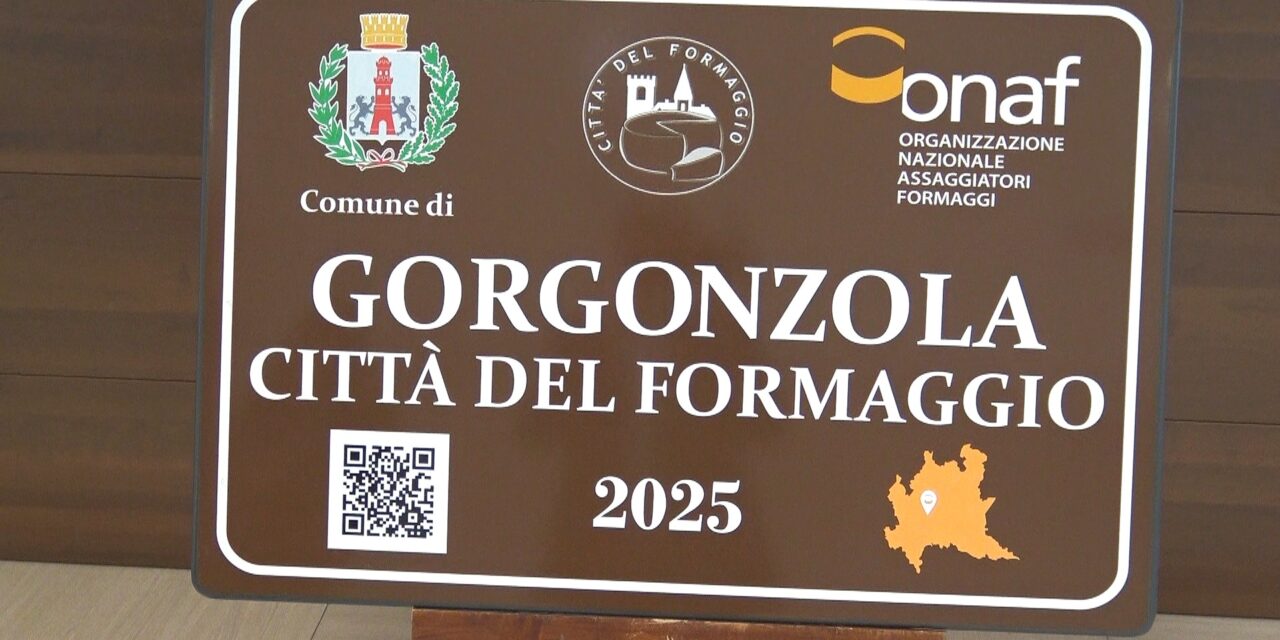 Comune di
CITTA' DEL FORMAGGIO
onaf
ORGANIZZAZIONE
NAZIONALE
ASSAGGIATORI
FORMAGGI
GORGONZOLA
CITTÀ DEL FORMAGGIO
2025